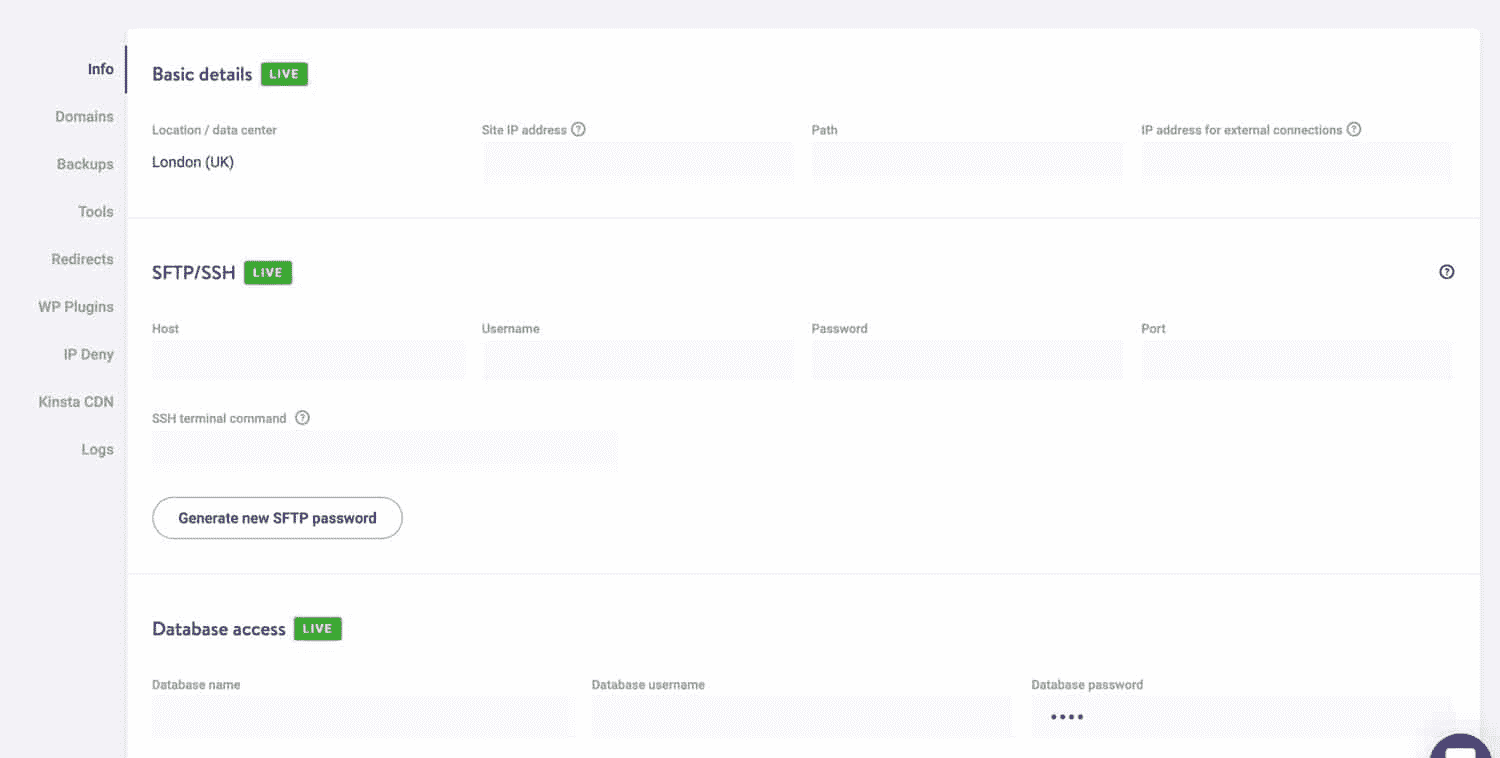 Info
Domains
Backups
Tools
Redirects
WP Plugins
IP Deny
Kinsta CDN
Logs
Basic details LIVE
Location / data center Site IP address ? Path IP address for external connections ?
London (UK)
SFTP/SSH LIVE ?
Host Username Password Port
SSH terminal command ?
Generate new SFTP password
Database access LIVE
Database name Database username Database password
••••